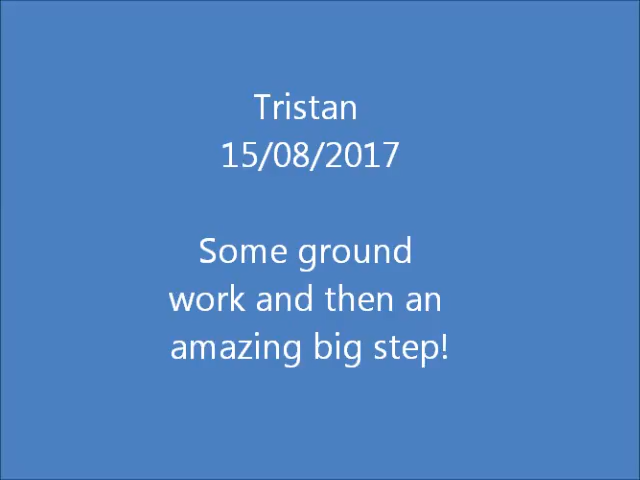 Tristan
15/08/2017
Some ground
work and then an
amazing big step!